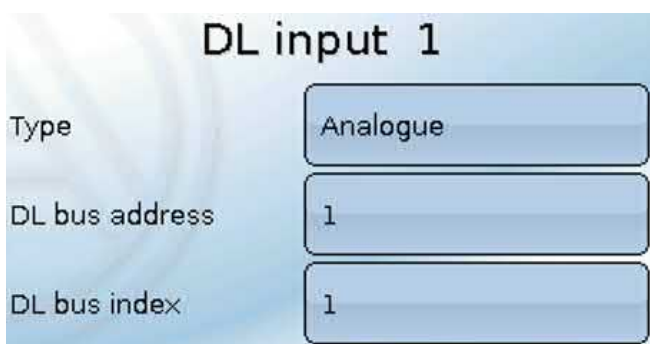 DL input 1
Type Analogue
DL bus address 1
DL bus index 1